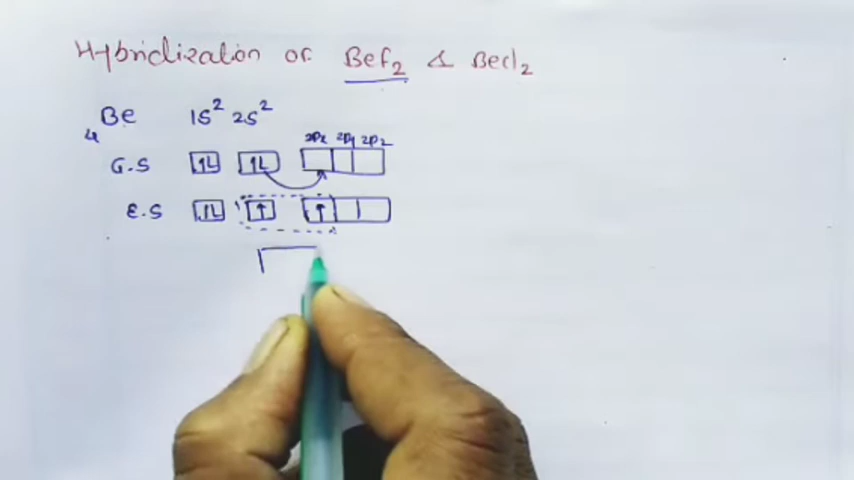 Hybridization of BeF₂ & BeCl₂
₄Be 1s² 2s²
2Px 2Py 2Pz
G.S 1L 1L
E.S 1L ↑ ↑